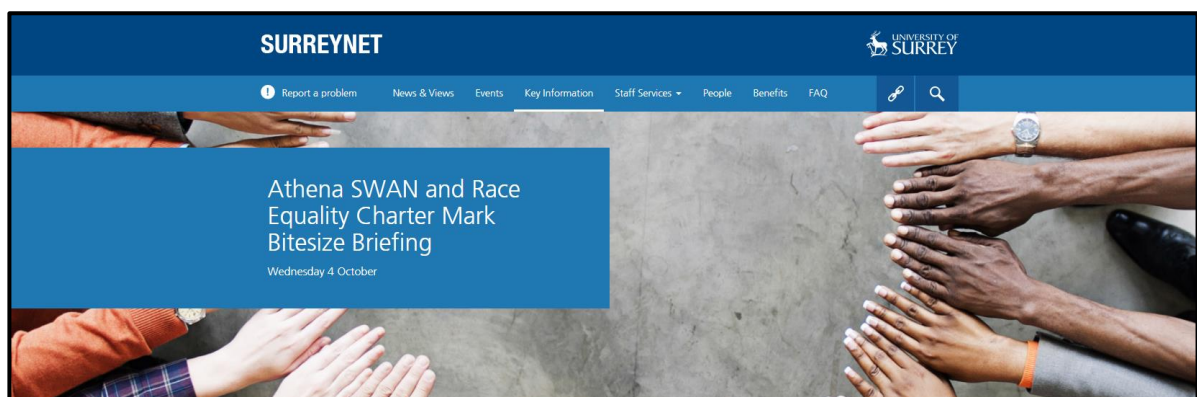 SURREYNET
UNIVERSITY OF
SURREY
! Report a problem News & Views Events Key Information Staff Services People Benefits FAQ
Athena SWAN and Race
Equality Charter Mark
Bitesize Briefing
Wednesday 4 October